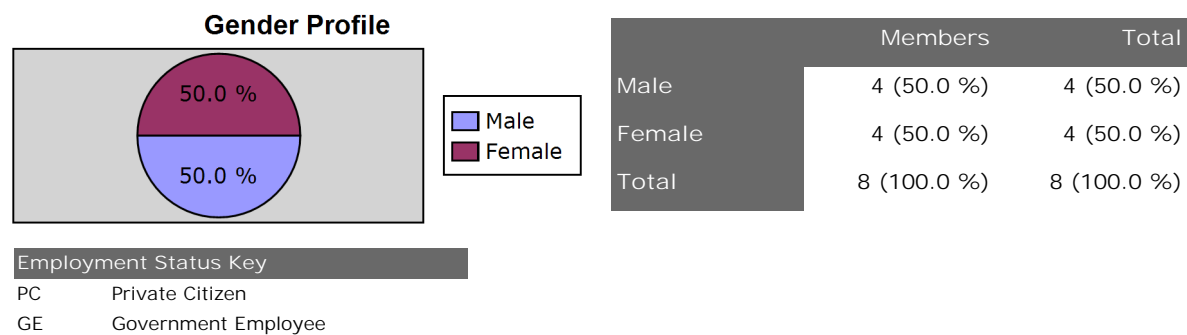 Gender Profile
50.0 %
50.0 %
Male
Female
Members Total
Male 4 (50.0 %) 4 (50.0 %)
Female 4 (50.0 %) 4 (50.0 %)
Total 8 (100.0 %) 8 (100.0 %)
Employment Status Key
PC Private Citizen
GE Government Employee